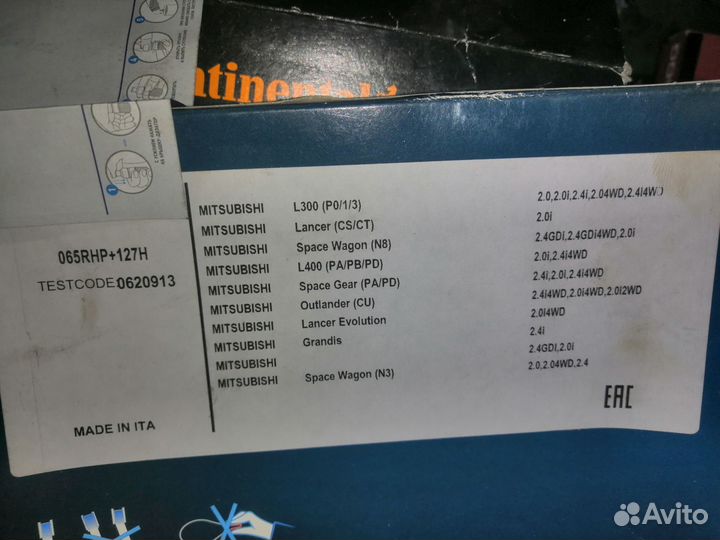 ntinental
065RHP+127H
TESTCODE:0620913
MADE IN ITA
MITSUBISHI L300 (P0/1/3) 2.0,2.0i,2.4i,2.04WD,2.4I4WD
MITSUBISHI Lancer (CS/CT) 2.0i
MITSUBISHI Space Wagon (N8) 2.4GDi,2.4GDi4WD,2.0i
MITSUBISHI L400 (PA/PB/PD) 2.0i,2.4i4WD
MITSUBISHI Space Gear (PA/PD) 2.4i,2.0i,2.4i4WD
MITSUBISHI Outlander (CU) 2.4i4WD,2.0i4WD,2.0I2WD
MITSUBISHI Lancer Evolution 2.0I4WD
MITSUBISHI Grandis 2.4i
MITSUBISHI 2.4GDI,2.0i
MITSUBISHI Space Wagon (N3) 2.0,2.04WD,2.4
EAC
Avito